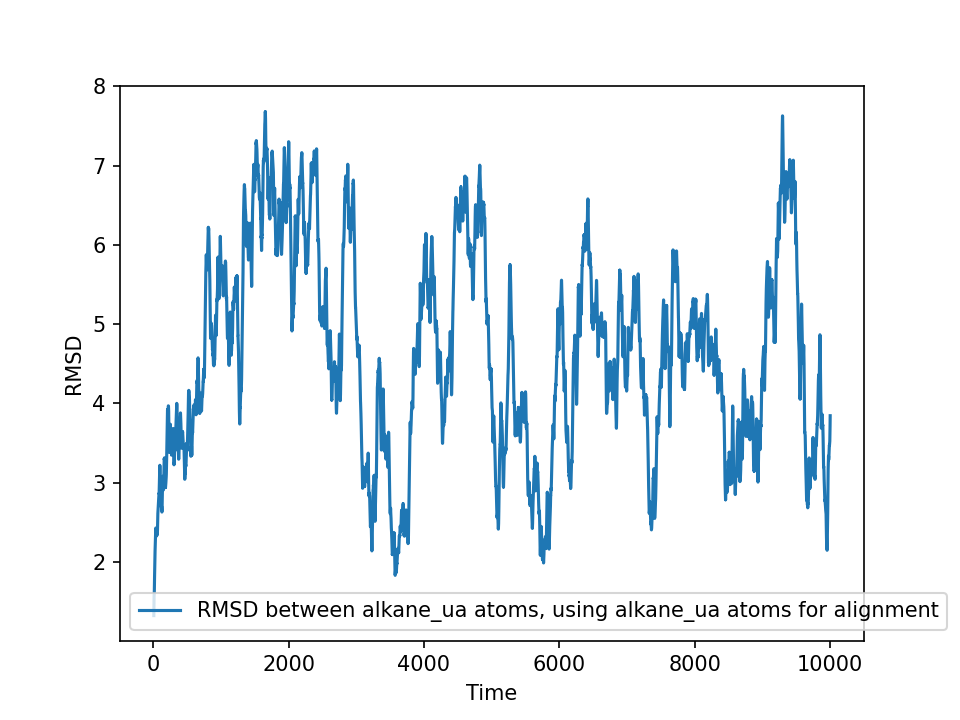 8
7
6
5
4
3
2
RMSD
RMSD between alkane_ua atoms, using alkane_ua atoms for alignment
0 2000 4000 6000 8000 10000
Time